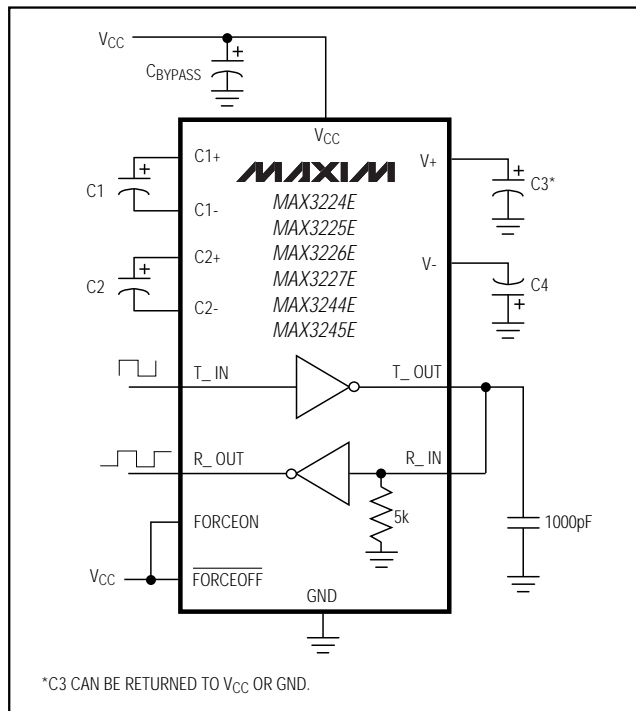 VCC
CBYPASS
+
VCC
C1
+
C1+
C1-
MAXIM
V+
+
C3*
MAX3224E
MAX3225E
MAX3226E
MAX3227E
MAX3244E
MAX3245E
C2
+
C2+
C2-
V-
C4
+
T_ IN
T_ OUT
R_ OUT
R_ IN
5k
1000pF
FORCEON
VCC
FORCEOFF
GND
*C3 CAN BE RETURNED TO VCC OR GND.